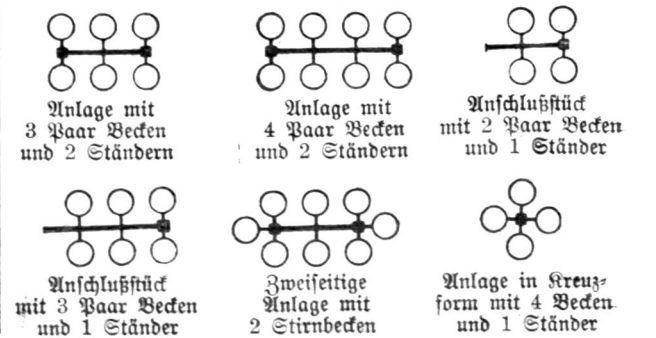 Anlage mit
3 Paar Becken
und 2 Ständern
Anlage mit
4 Paar Becken
und 2 Ständern
Anschlußstück
mit 2 Paar Becken
und 1 Ständer
Anschlußstück
mit 3 Paar Becken
und 1 Ständer
Zweiseitige
Anlage mit
2 Stirnbecken
Anlage in Kreuz-
form mit 4 Becken
und 1 Ständer